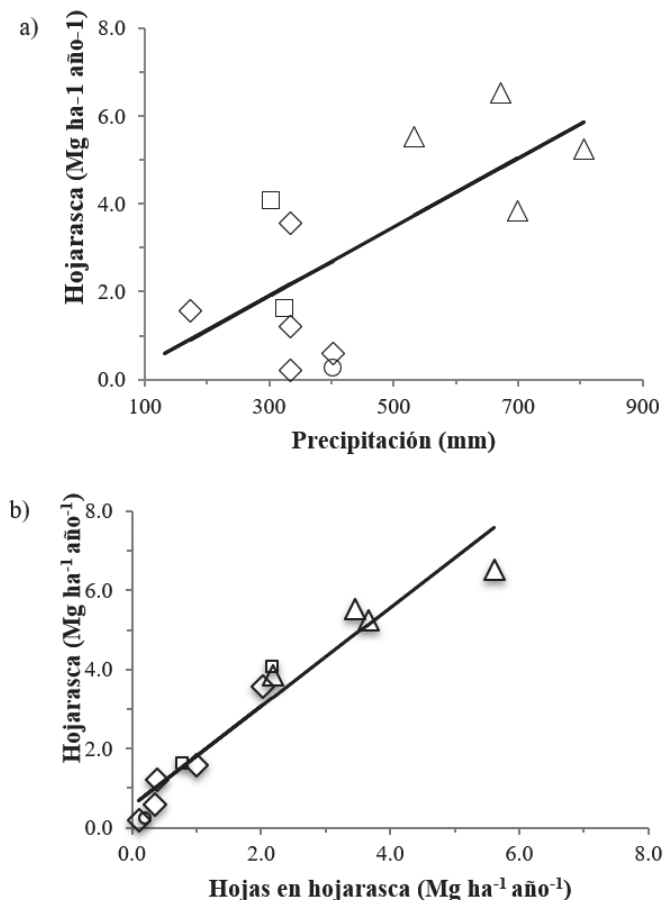 a)
Hojarasca (Mg ha-1 año-1)
8.0
6.0
4.0
2.0
0.0
100 300 500 700 900
Precipitación (mm)
b)
Hojarasca (Mg ha⁻¹ año⁻¹)
8.0
6.0
4.0
2.0
0.0
0.0 2.0 4.0 6.0 8.0
Hojas en hojarasca (Mg ha⁻¹ año⁻¹)